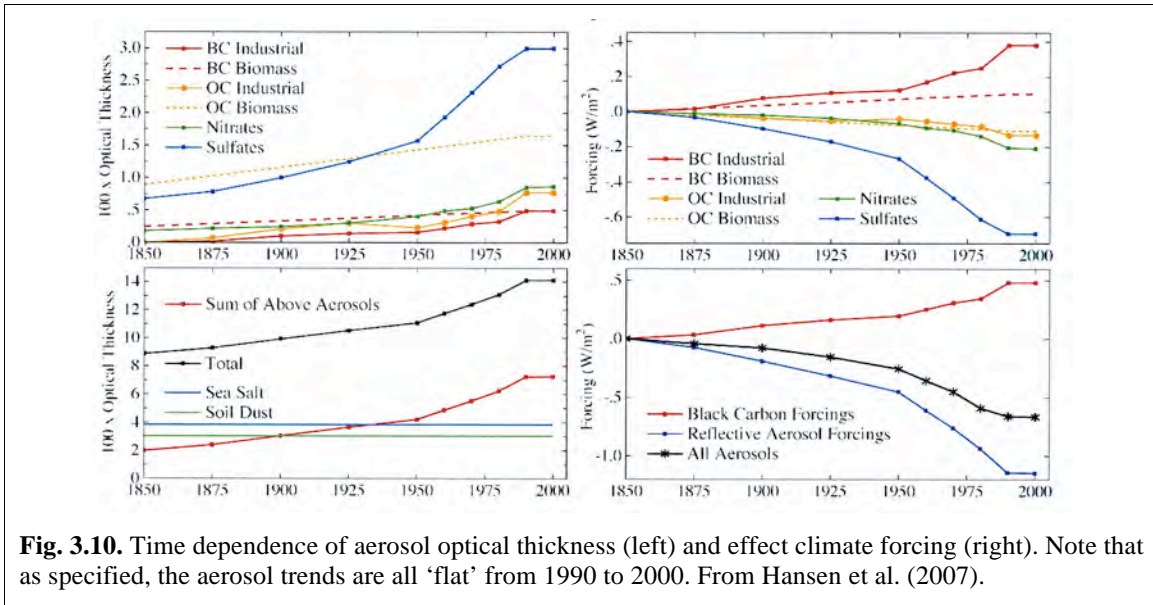 3.0
2.5
2.0
1.5
1.0
.5
.0
100 x Optical Thickness
BC Industrial
BC Biomass
OC Industrial
OC Biomass
Nitrates
Sulfates
1850 1875 1900 1925 1950 1975 2000
.4
.2
.0
-.2
-.4
-.6
Forcing (W/m²)
BC Industrial
BC Biomass
OC Industrial
OC Biomass
Nitrates
Sulfates
1850 1875 1900 1925 1950 1975 2000
14
12
10
8
6
4
2
0
100 x Optical Thickness
Sum of Above Aerosols
Total
Sea Salt
Soil Dust
1850 1875 1900 1925 1950 1975 2000
.5
.0
-.5
-1.0
Forcing (W/m²)
Black Carbon Forcings
Reflective Aerosol Forcings
All Aerosols
1850 1875 1900 1925 1950 1975 2000
Fig. 3.10. Time dependence of aerosol optical thickness (left) and effect climate forcing (right). Note that
as specified, the aerosol trends are all ‘flat’ from 1990 to 2000. From Hansen et al. (2007).